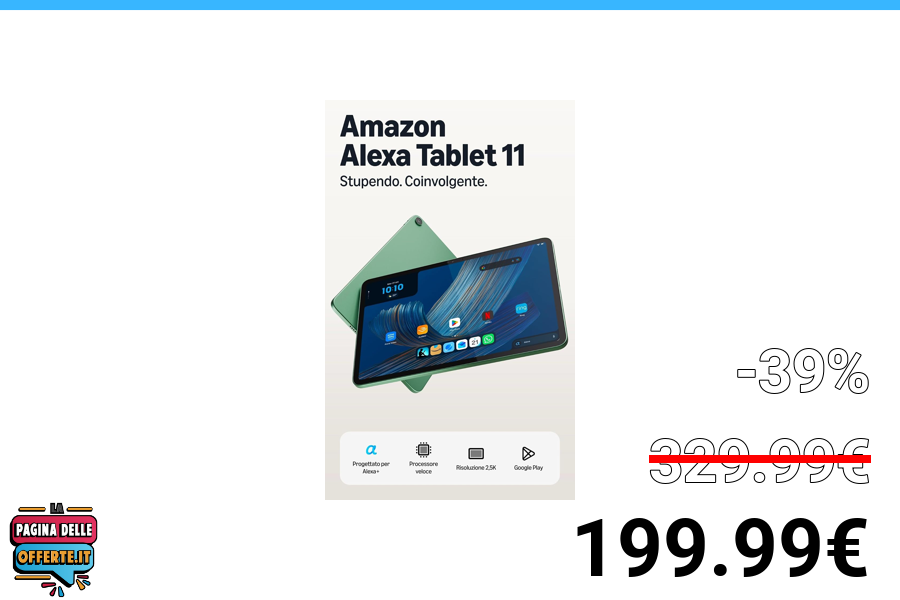 Amazon
Alexa Tablet 11
Stupendo. Coinvolgente.
10:10
21
Progettato per
Alexa+
Processore
veloce
Risoluzione 2,5K
Google Play
-39%
329.99€
199.99€
LA
PAGINA DELLE
OFFERTE.IT